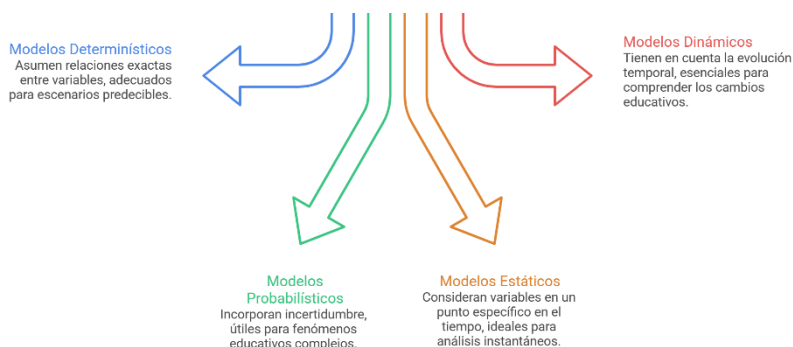 Modelos Determinísticos
Asumen relaciones exactas
entre variables, adecuados
para escenarios predecibles.
Modelos Dinámicos
Tienen en cuenta la evolución
temporal, esenciales para
comprender los cambios
educativos.
Modelos
Probabilísticos
Incorporan incertidumbre,
útiles para fenómenos
educativos complejos.
Modelos Estáticos
Consideran variables en un
punto específico en el
tiempo, ideales para
análisis instantáneos.